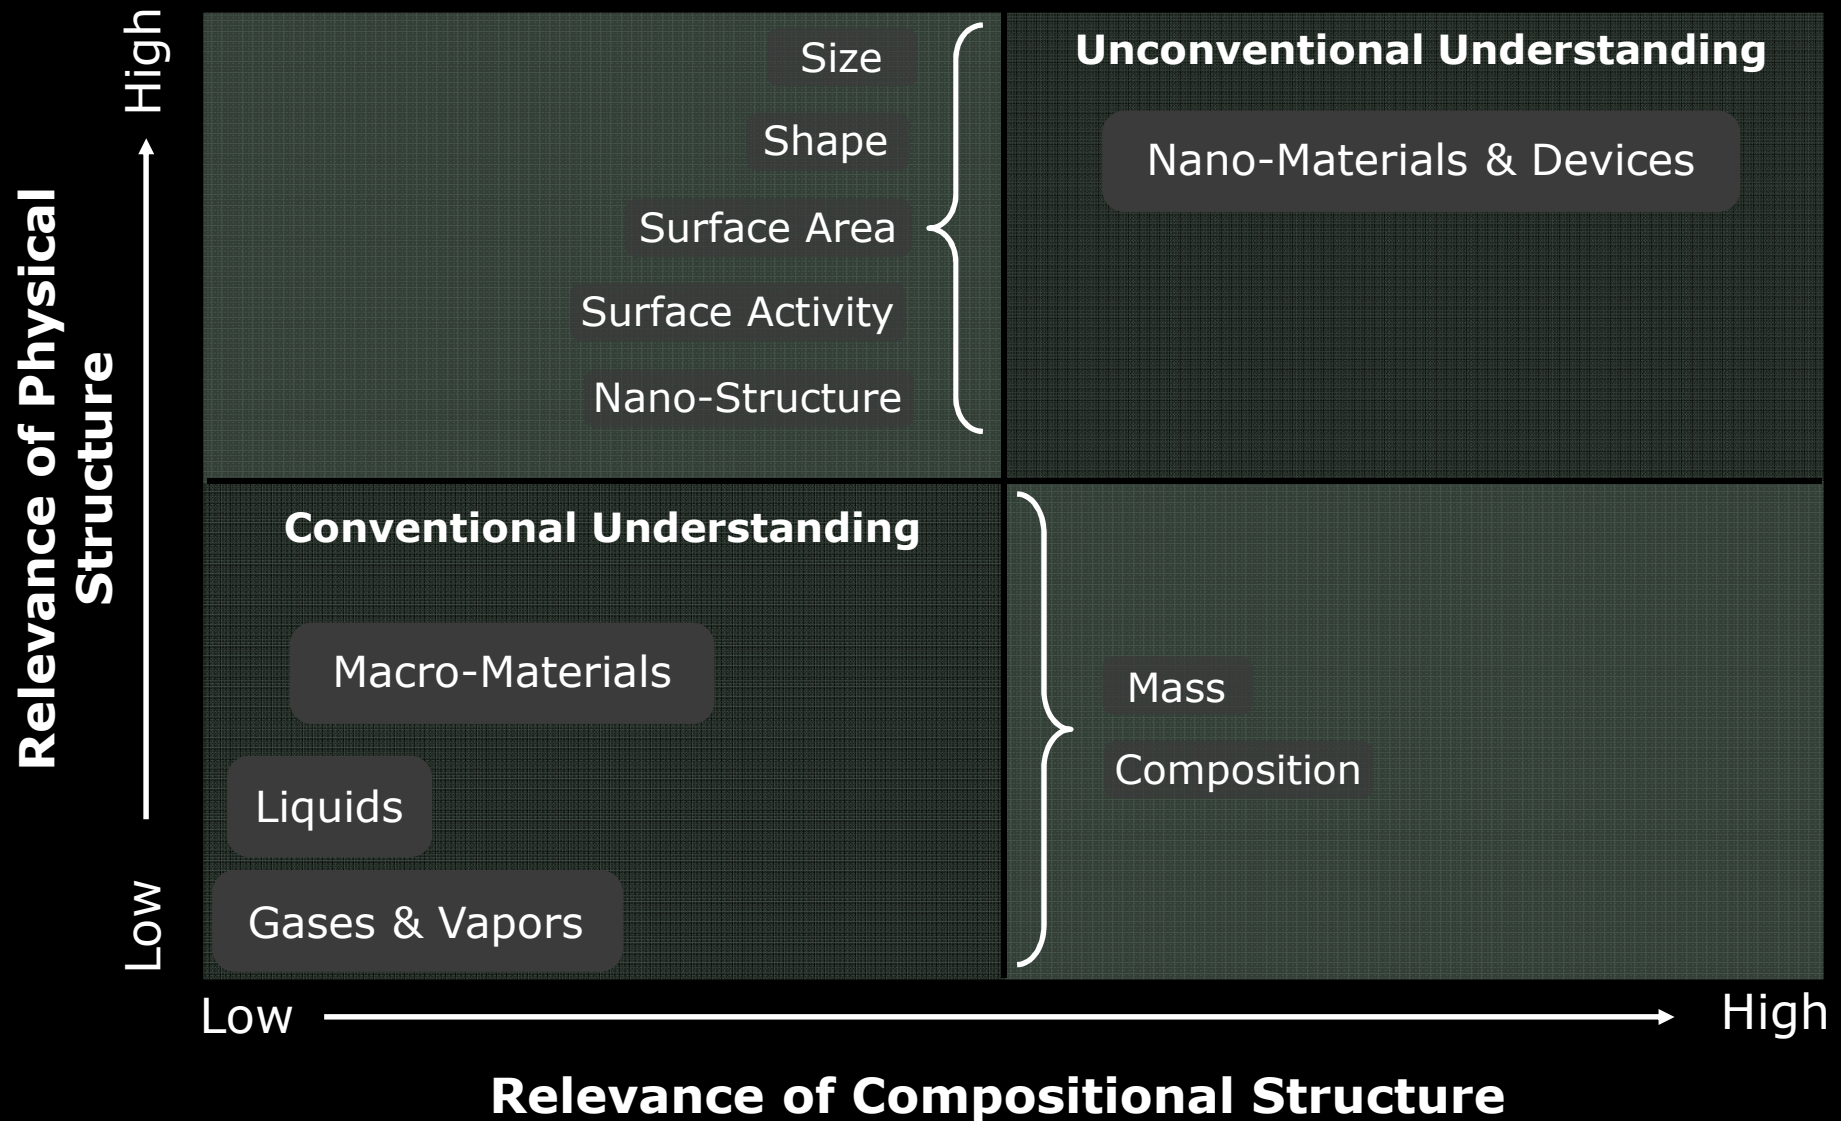 High
Relevance of Physical
Structure
Low
Size
Shape
Surface Area
Surface Activity
Nano-Structure
Unconventional Understanding
Nano-Materials & Devices
Conventional Understanding
Macro-Materials
Liquids
Gases & Vapors
Mass
Composition
Low
High
Relevance of Compositional Structure